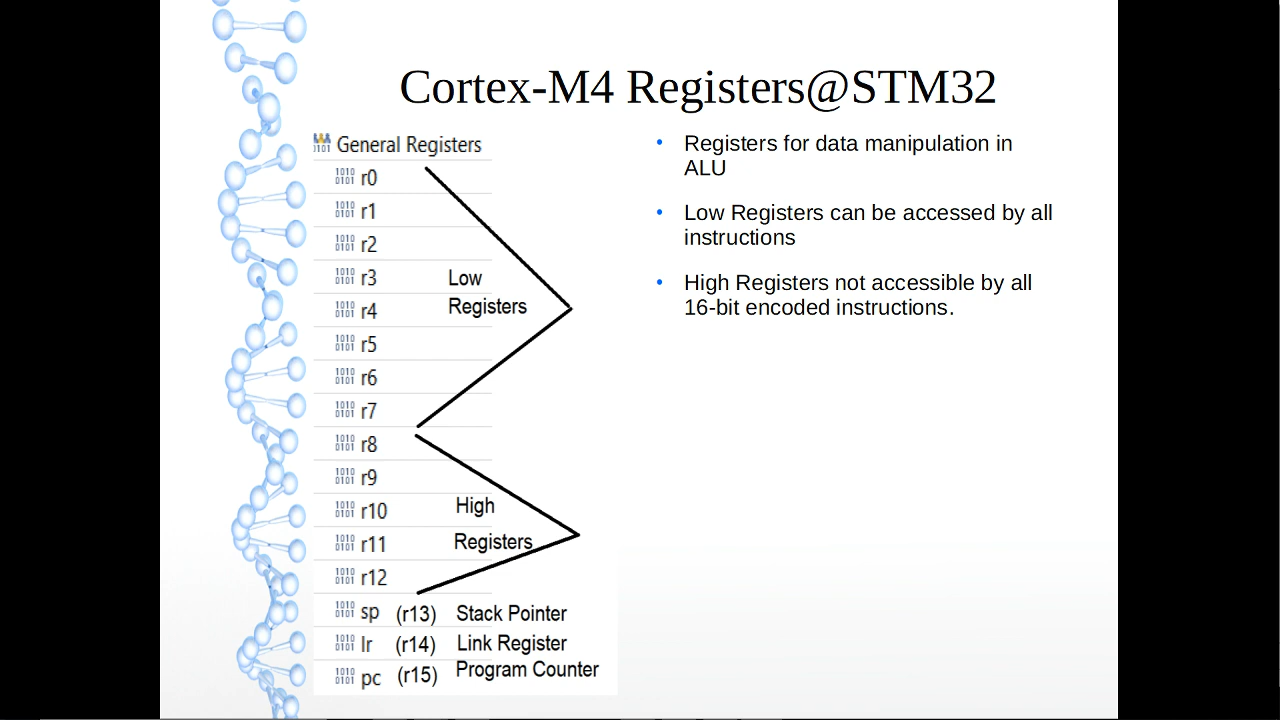 Cortex-M4 Registers@STM32
General Registers
r0
r1
r2
r3
r4
r5
r6
r7
Low
Registers
r8
r9
r10
r11
r12
High
Registers
sp (r13) Stack Pointer
lr (r14) Link Register
pc (r15) Program Counter
Registers for data manipulation in
ALU
Low Registers can be accessed by all
instructions
High Registers not accessible by all
16-bit encoded instructions.